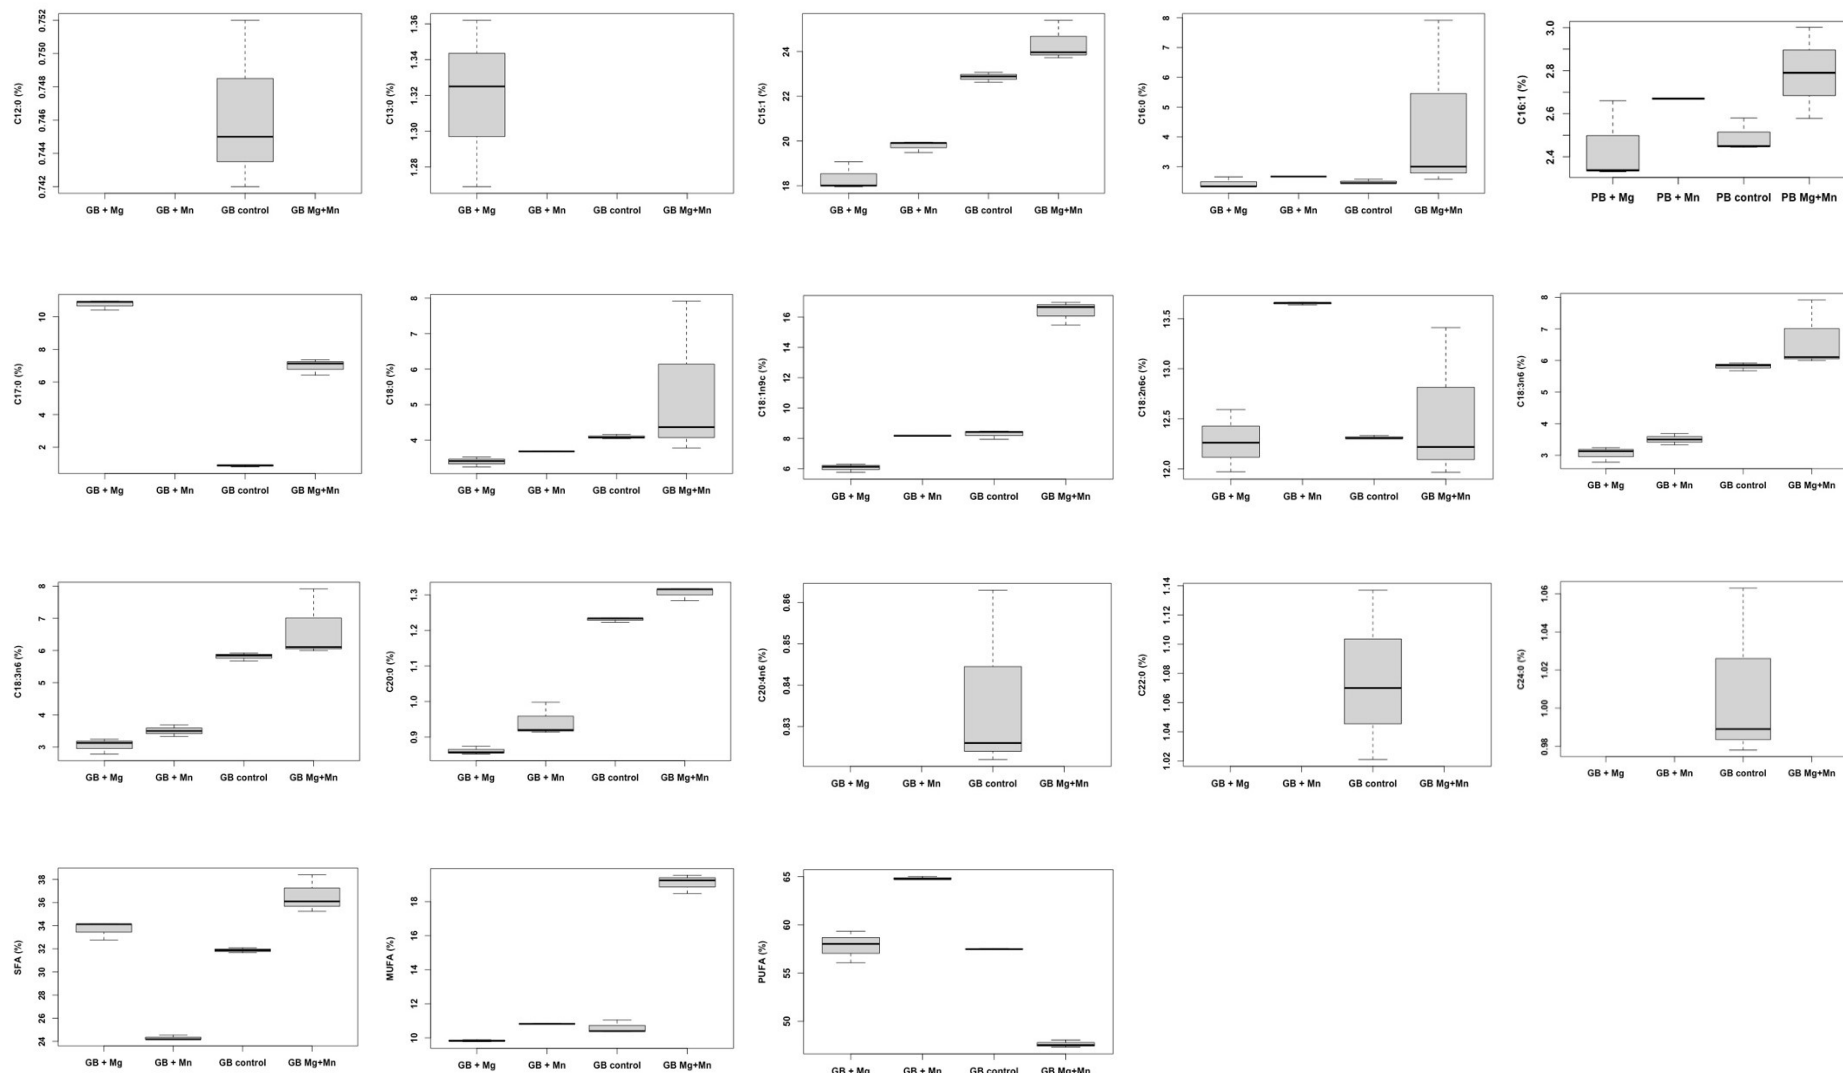 C12:0 (%)
0.752
0.750
0.748
0.746
0.744
0.742
GB + Mg GB + Mn GB control GB Mg+Mn
C13:0 (%)
1.36
1.34
1.32
1.30
1.28
GB + Mg GB + Mn GB control GB Mg+Mn
C15:1 (%)
24
22
20
18
GB + Mg GB + Mn GB control GB Mg+Mn
C16:0 (%)
8
7
6
5
4
3
GB + Mg GB + Mn GB control GB Mg+Mn
C16:1 (%)
3.0
2.8
2.6
2.4
PB + Mg PB + Mn PB control PB Mg+Mn
C17:0 (%)
10
8
6
4
2
GB + Mg GB + Mn GB control GB Mg+Mn
C18:0 (%)
8
7
6
5
4
GB + Mg GB + Mn GB control GB Mg+Mn
C18:1n9c (%)
16
14
12
10
8
6
GB + Mg GB + Mn GB control GB Mg+Mn
C18:2n6c (%)
13.5
13.0
12.5
12.0
GB + Mg GB + Mn GB control GB Mg+Mn
C18:3n6 (%)
8
7
6
5
4
3
GB + Mg GB + Mn GB control GB Mg+Mn
C18:3n6 (%)
8
7
6
5
4
3
GB + Mg GB + Mn GB control GB Mg+Mn
C20:0 (%)
1.3
1.2
1.1
1.0
0.9
GB + Mg GB + Mn GB control GB Mg+Mn
C20:4n6 (%)
0.86
0.85
0.84
0.83
GB + Mg GB + Mn GB control GB Mg+Mn
C22:0 (%)
1.14
1.12
1.10
1.08
1.06
1.04
1.02
GB + Mg GB + Mn GB control GB Mg+Mn
C24:0 (%)
1.06
1.04
1.02
1.00
0.98
GB + Mg GB + Mn GB control GB Mg+Mn
SFA (%)
38
36
34
32
30
28
26
24
GB + Mg GB + Mn GB control GB Mg+Mn
MUFA (%)
18
16
14
12
10
GB + Mg GB + Mn GB control GB Mg+Mn
PUFA (%)
65
60
55
50
GB + Mg GB + Mn GB control GB Mg+Mn